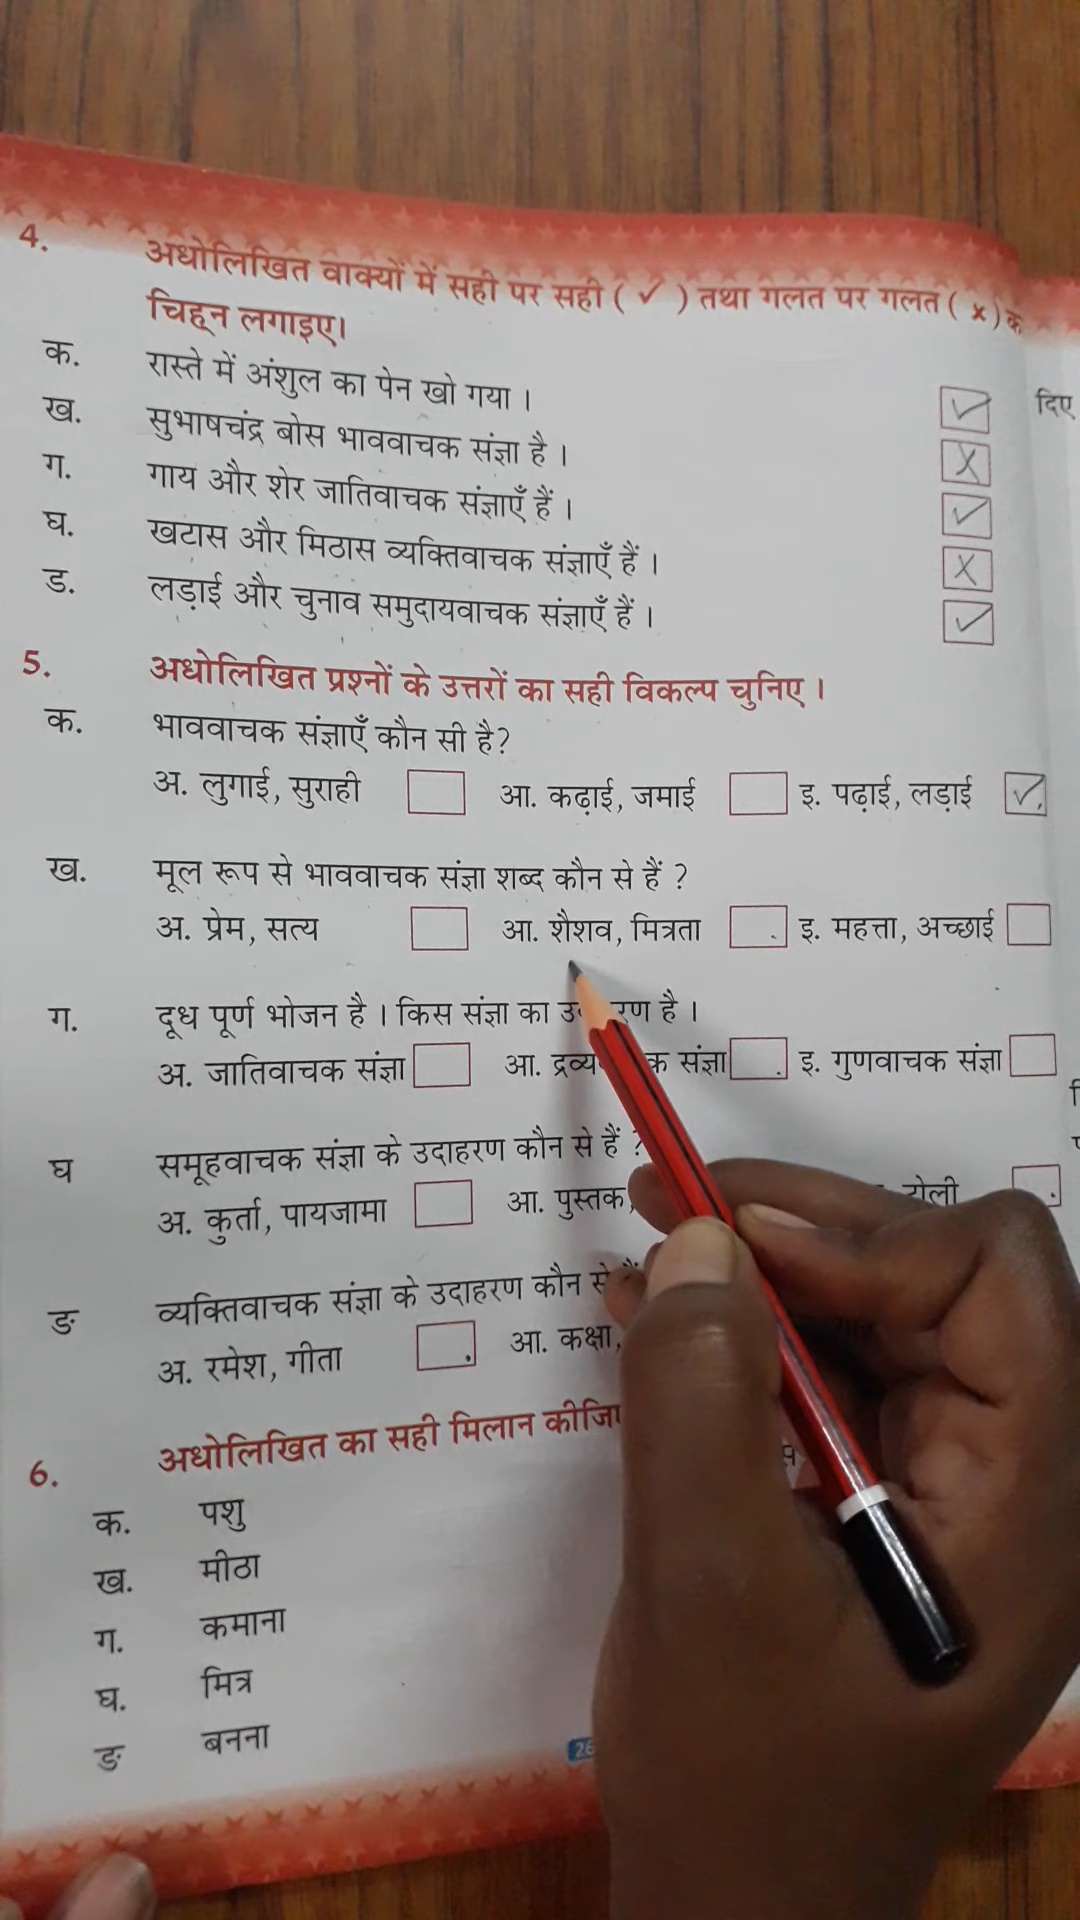 4. अधोलिखित वाक्यों में सही पर सही ( ✓ ) तथा गलत पर गलत ( x ) के
चिह्न लगाइए।
क. रास्ते में अंशुल का पेन खो गया । ✓
दिए
ख. सुभाषचंद्र बोस भाववाचक संज्ञा है । X
ग. गाय और शेर जातिवाचक संज्ञाएँ हैं । ✓
घ. खटास और मिठास व्यक्तिवाचक संज्ञाएँ हैं । X
ड. लड़ाई और चुनाव समुदायवाचक संज्ञाएँ हैं । ✓
5. अधोलिखित प्रश्नों के उत्तरों का सही विकल्प चुनिए ।
क. भाववाचक संज्ञाएँ कौन सी है?
अ. लुगाई, सुराही आ. कढ़ाई, जमाई इ. पढ़ाई, लड़ाई ✓
ख. मूल रूप से भाववाचक संज्ञा शब्द कौन से हैं ?
अ. प्रेम, सत्य आ. शैशव, मित्रता इ. महत्ता, अच्छाई
ग. दूध पूर्ण भोजन है । किस संज्ञा का है ।
अ. जातिवाचक संज्ञा आ. संज्ञा इ. गुणवाचक संज्ञा
घ समूहवाचक संज्ञा के उदाहरण कौन से हैं ?
अ. कुर्ता, पायजामा आ. पुस्तक, टोली
ङ व्यक्तिवाचक संज्ञा के उदाहरण कौन से
अ. रमेश, गीता आ. कक्षा,
6. अधोलिखित का सही मिलान
क. पशु
ख. मीठा
ग. कमाना
घ. मित्र
ङ बनना
26